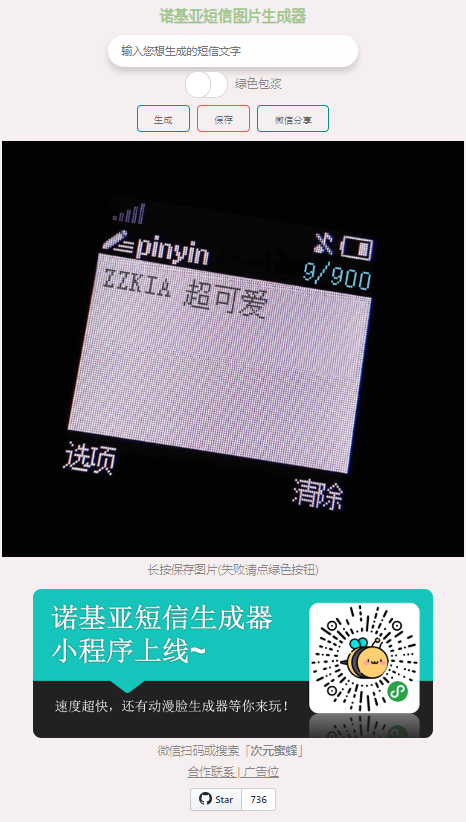 诺基亚短信图片生成器
输入您想生成的短信文字
绿色包浆
生成
保存
微信分享
pinyin
9/900
ZZKIA 超可爱
选项
清除
长按保存图片(失败请点绿色按钮)
诺基亚短信生成器
小程序上线~
速度超快，还有动漫脸生成器等你来玩！
微信扫码或搜索「次元蜜蜂」
合作联系 | 广告位
Star 736